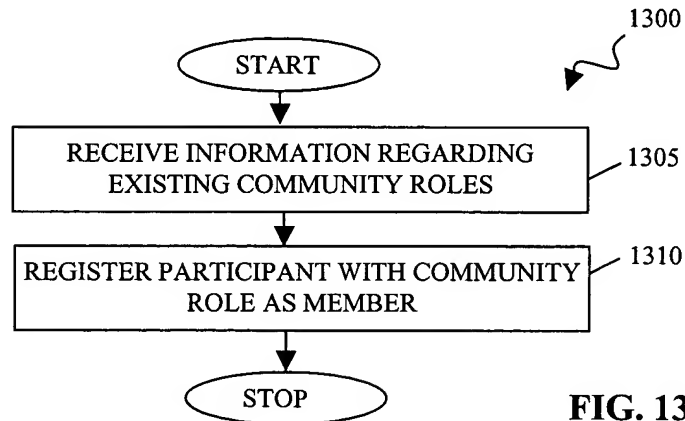 1300
START
RECEIVE INFORMATION REGARDING
EXISTING COMMUNITY ROLES
1305
REGISTER PARTICIPANT WITH COMMUNITY
ROLE AS MEMBER
1310
STOP
FIG. 13